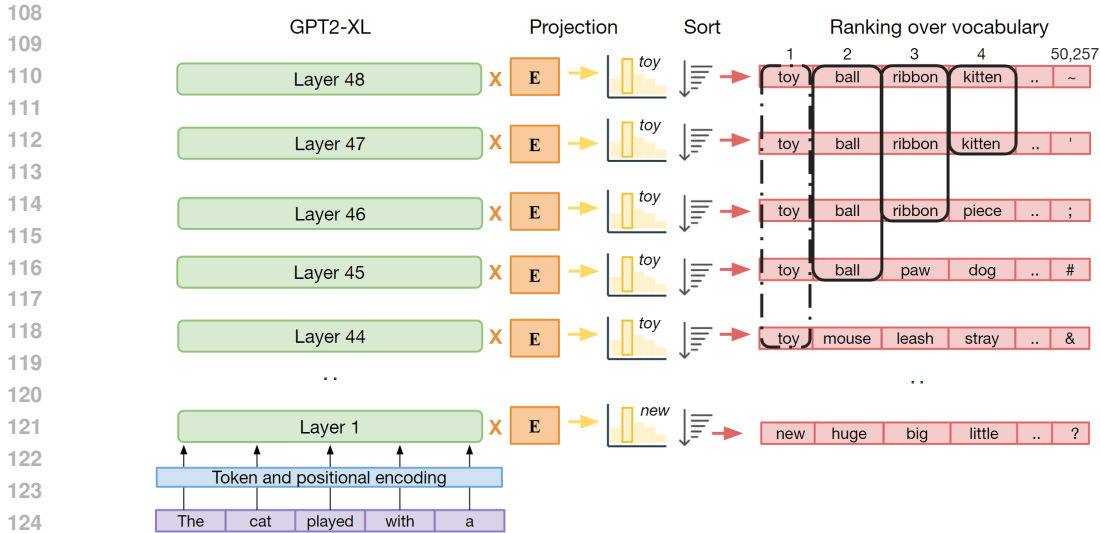 108
GPT2-XL Projection Sort Ranking over vocabulary
109
1 2 3 4 50,257
110 Layer 48 X E toy toy ball ribbon kitten .. ~
111
112 Layer 47 X E toy toy ball ribbon kitten .. '
113
114 Layer 46 X E toy toy ball ribbon piece .. ;
115
116 Layer 45 X E toy toy ball paw dog .. #
117
118 Layer 44 X E toy toy mouse leash stray .. &
119
.. ..
120
121 Layer 1 X E new new huge big little .. ?
122
Token and positional encoding
123
124 The cat played with a